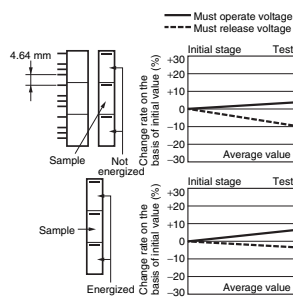 Must operate voltage
Must release voltage
4.64 mm
Sample
Not
energized
Initial stage Test
Change rate on the
basis of initial value (%)
+30
+20
+10
0
−10
−20
−30
Average value
Sample
Energized
Initial stage Test
Change rate on the
basis of initial value (%)
+30
+20
+10
0
−10
−20
−30
Average value